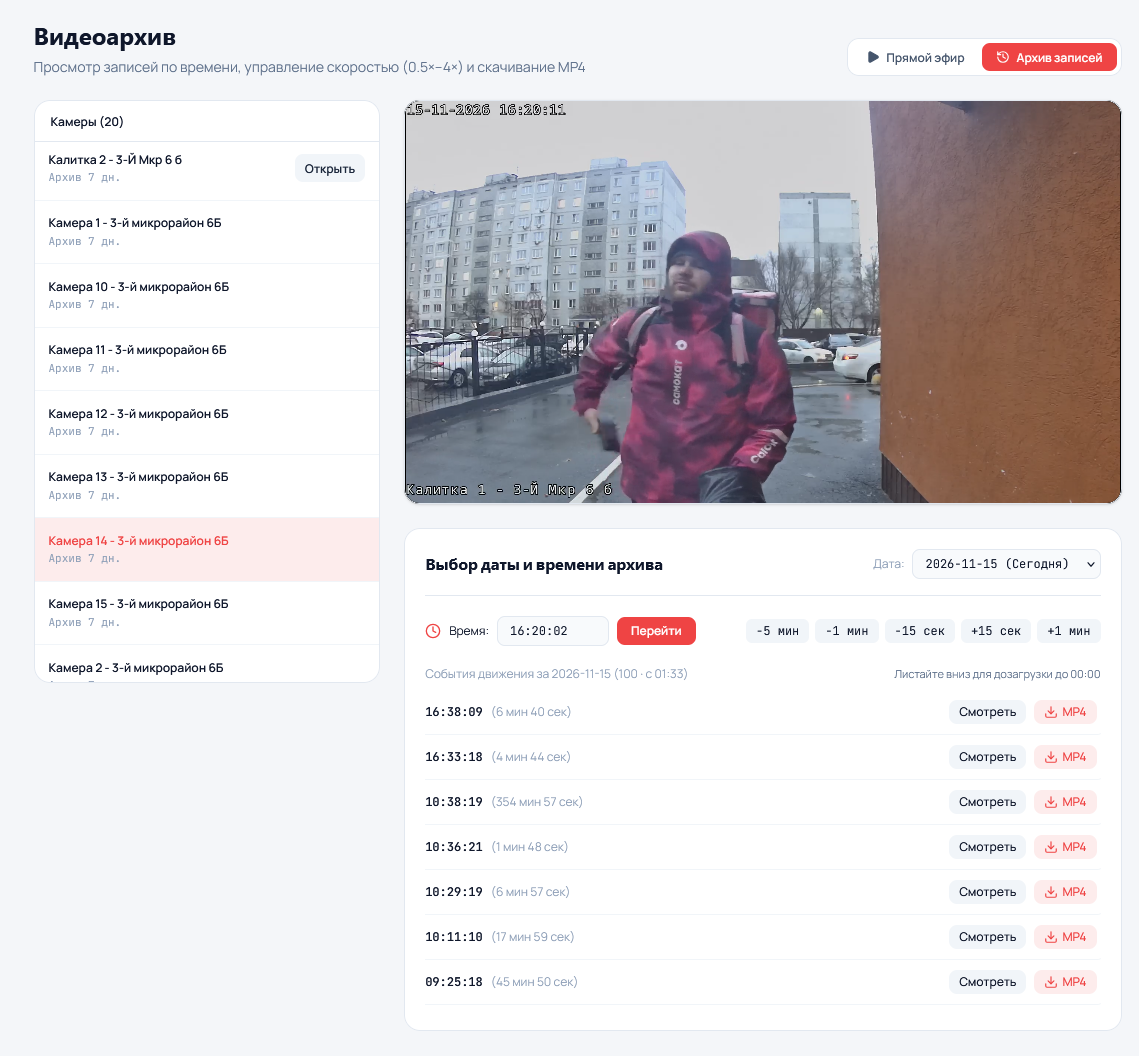 Видеоархив
Просмотр записей по времени, управление скоростью (0.5×–4×) и скачивание MP4
Прямой эфир
Архив записей
Камеры (20)
Калитка 2 - 3-Й Мкр 6 б
Архив 7 дн.
Открыть
Камера 1 - 3-й микрорайон 6Б
Архив 7 дн.
Камера 10 - 3-й микрорайон 6Б
Архив 7 дн.
Камера 11 - 3-й микрорайон 6Б
Архив 7 дн.
Камера 12 - 3-й микрорайон 6Б
Архив 7 дн.
Камера 13 - 3-й микрорайон 6Б
Архив 7 дн.
Камера 14 - 3-й микрорайон 6Б
Архив 7 дн.
Камера 15 - 3-й микрорайон 6Б
Архив 7 дн.
Камера 2 - 3-й микрорайон 6Б
15-11-2026 16:20:11
самокат
Калитка 1 - 3-Й Мкр 6 б
Выбор даты и времени архива
Дата: 2026-11-15 (Сегодня)
Время: 16:20:02 Перейти
-5 мин -1 мин -15 сек +15 сек +1 мин
События движения за 2026-11-15 (100 · с 01:33)
Листайте вниз для дозагрузки до 00:00
16:38:09 (6 мин 40 сек) Смотреть MP4
16:33:18 (4 мин 44 сек) Смотреть MP4
10:38:19 (354 мин 57 сек) Смотреть MP4
10:36:21 (1 мин 48 сек) Смотреть MP4
10:29:19 (6 мин 57 сек) Смотреть MP4
10:11:10 (17 мин 59 сек) Смотреть MP4
09:25:18 (45 мин 50 сек) Смотреть MP4